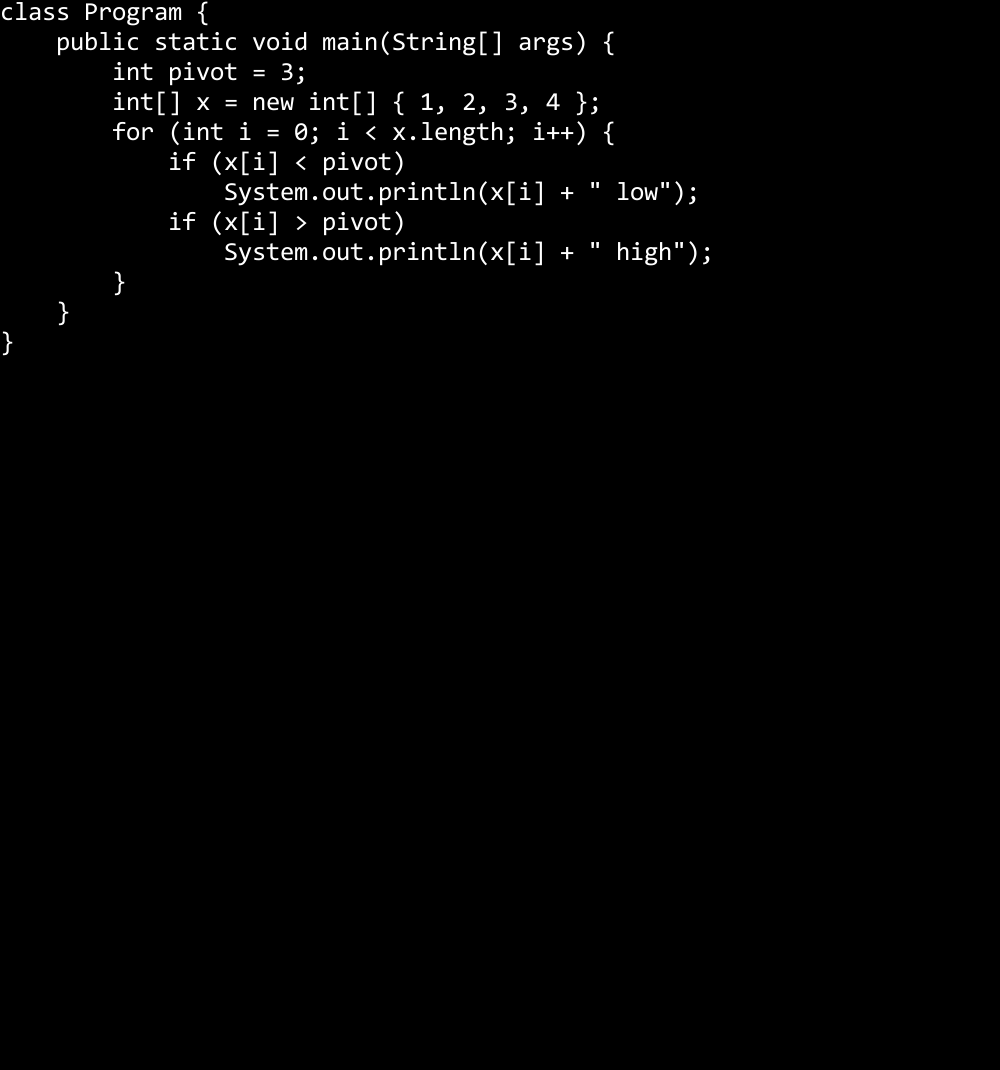 class Program {
    public static void main(String[] args) {
        int pivot = 3;
        int[] x = new int[] { 1, 2, 3, 4 };
        for (int i = 0; i < x.length; i++) {
            if (x[i] < pivot)
                System.out.println(x[i] + " low");
            if (x[i] > pivot)
                System.out.println(x[i] + " high");
        }
    }
}